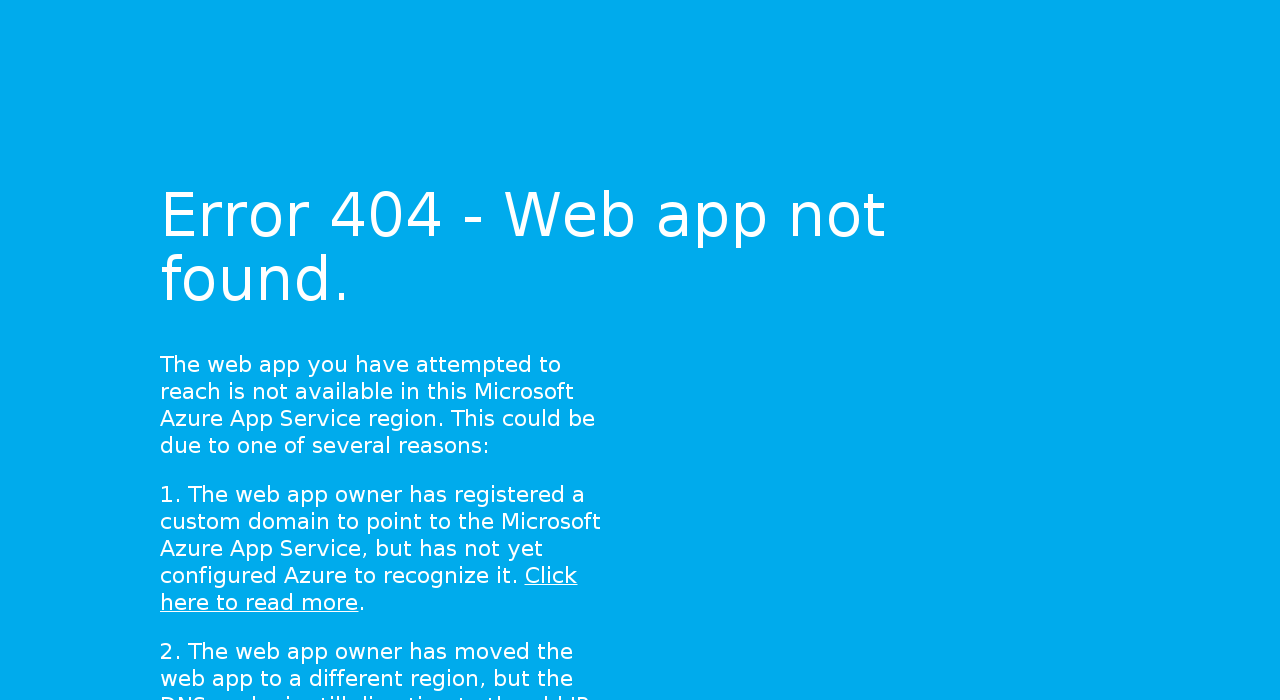 Error 404 - Web app not
found.
The web app you have attempted to
reach is not available in this Microsoft
Azure App Service region. This could be
due to one of several reasons:
1. The web app owner has registered a
custom domain to point to the Microsoft
Azure App Service, but has not yet
configured Azure to recognize it. Click
here to read more.
2. The web app owner has moved the
web app to a different region, but the